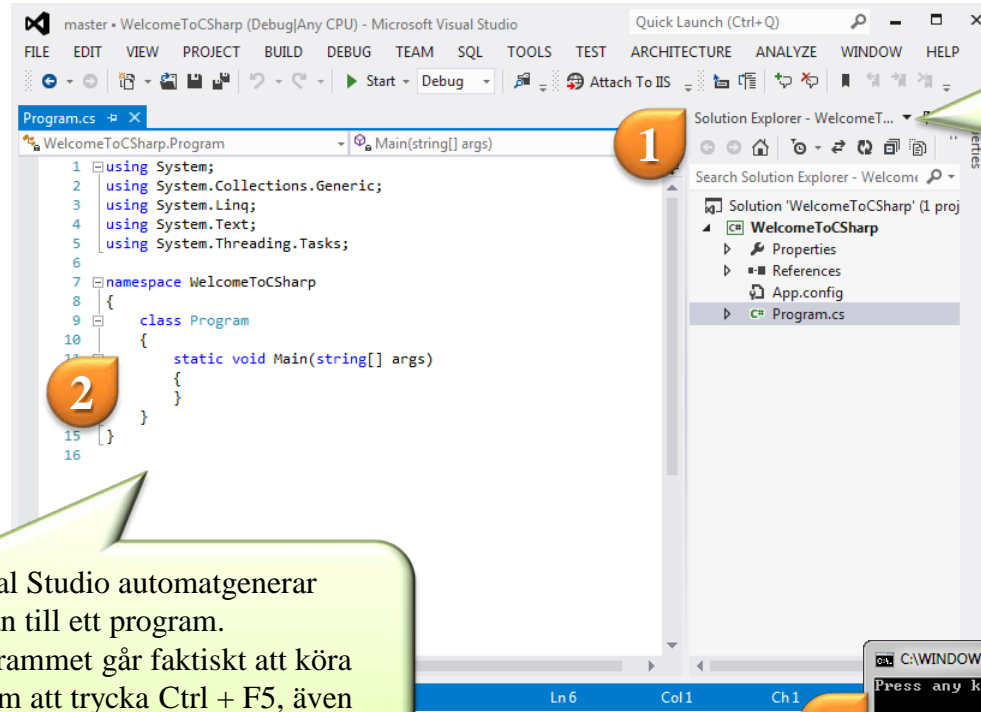 master • WelcomeToCSharp (Debug|Any CPU) - Microsoft Visual Studio
Quick Launch (Ctrl+Q)
FILE EDIT VIEW PROJECT BUILD DEBUG TEAM SQL TOOLS TEST ARCHITECTURE ANALYZE WINDOW HELP
Start Debug Attach To IIS
Program.cs
WelcomeToCSharp.Program
Main(string[] args)
1 using System;
2 using System.Collections.Generic;
3 using System.Linq;
4 using System.Text;
5 using System.Threading.Tasks;
6
7 namespace WelcomeToCSharp
8 {
9 class Program
10 {
static void Main(string[] args)
{
}
}
15 }
16
1
2
Solution Explorer - WelcomeT...
Search Solution Explorer - Welcome
Solution 'WelcomeToCSharp' (1 proj
C# WelcomeToCSharp
Properties
References
App.config
C# Program.cs
al Studio automatgenerar
n till ett program.
rammet går faktiskt att köra
m att trycka Ctrl + F5, även
Ln 6 Col 1 Ch 1
C:\WINDOW
Press any k